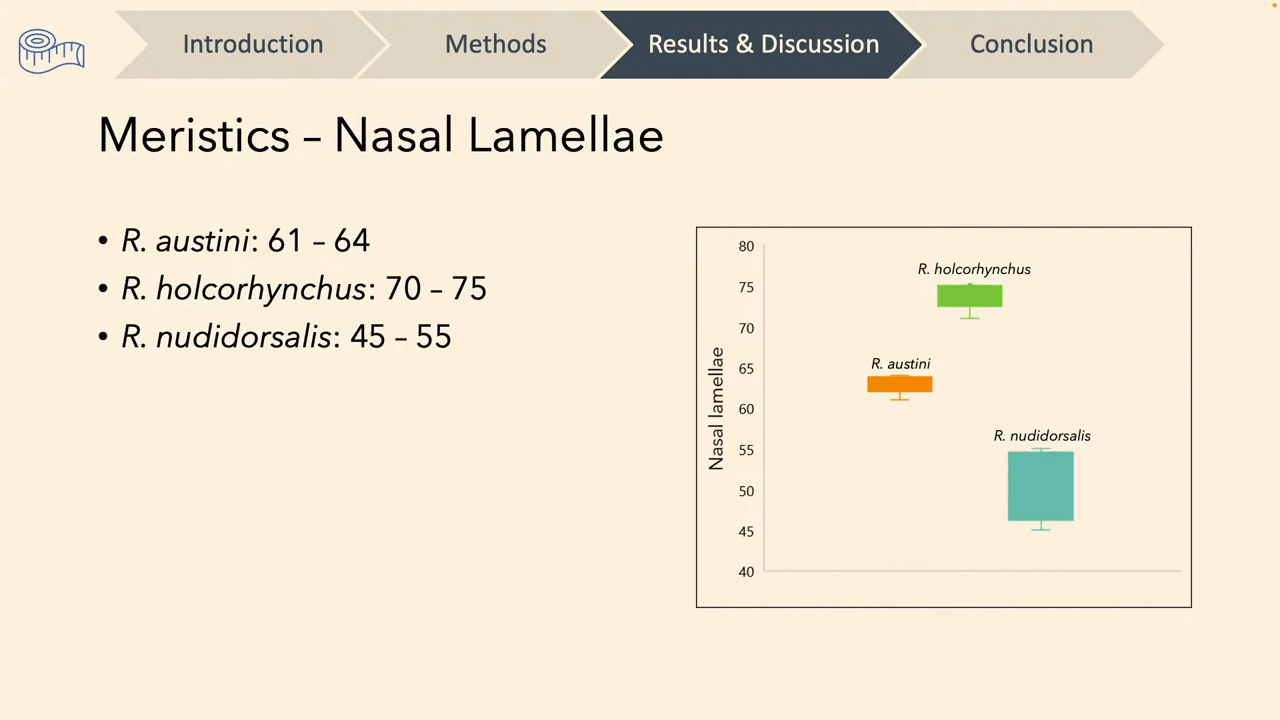 Introduction
Methods
Results & Discussion
Conclusion
Meristics – Nasal Lamellae
• R. austini: 61 – 64
• R. holcorhynchus: 70 – 75
• R. nudidorsalis: 45 – 55
Nasal lamellae
80
75
70
65
60
55
50
45
40
R. holcorhynchus
R. austini
R. nudidorsalis